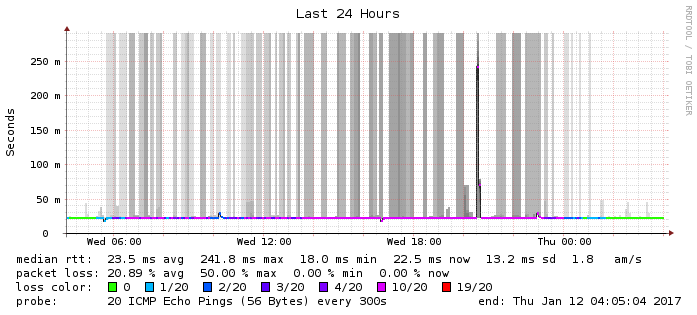 Last 24 Hours
RRDTOOL / TOBI OETIKER
Seconds
250 m
200 m
150 m
100 m
50 m
0
Wed 06:00 Wed 12:00 Wed 18:00 Thu 00:00
median rtt: 23.5 ms avg 241.8 ms max 18.0 ms min 22.5 ms now 13.2 ms sd 1.8 am/s
packet loss: 20.89 % avg 50.00 % max 0.00 % min 0.00 % now
loss color: 0 1/20 2/20 3/20 4/20 10/20 19/20
probe: 20 ICMP Echo Pings (56 Bytes) every 300s end: Thu Jan 12 04:05:04 2017